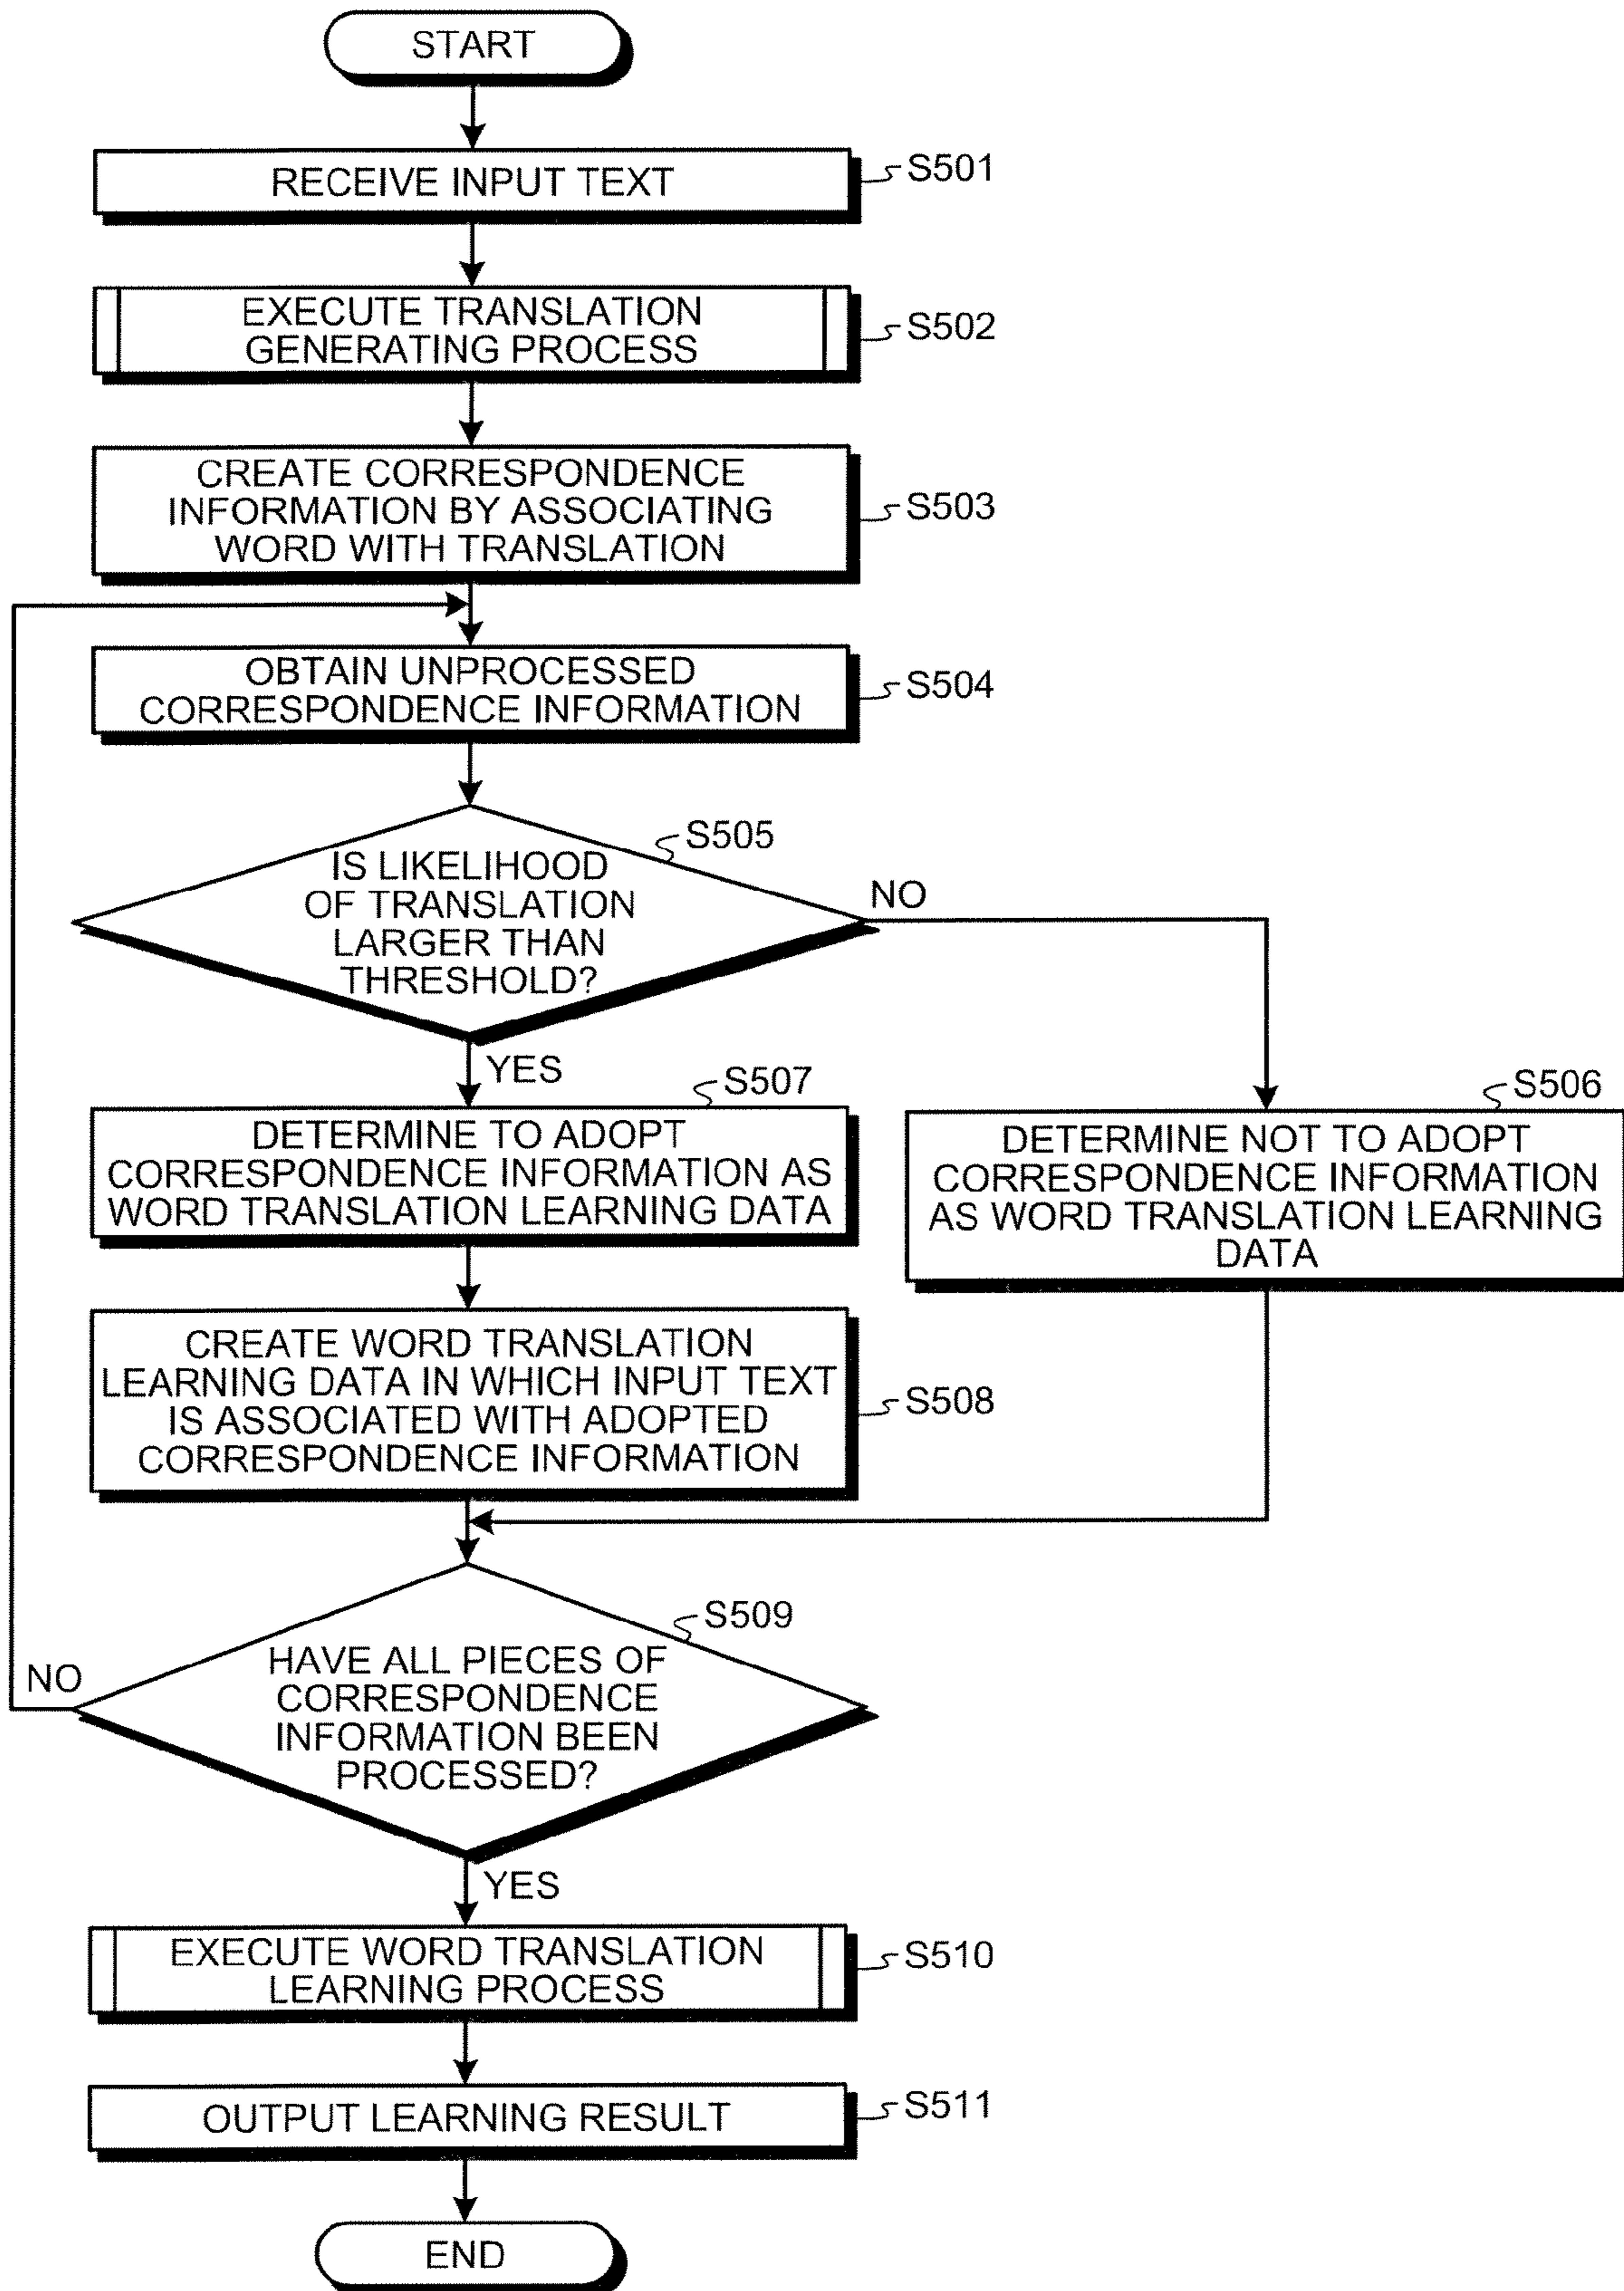 START
RECEIVE INPUT TEXT
S501
EXECUTE TRANSLATION
GENERATING PROCESS
S502
CREATE CORRESPONDENCE
INFORMATION BY ASSOCIATING
WORD WITH TRANSLATION
S503
OBTAIN UNPROCESSED
CORRESPONDENCE INFORMATION
S504
S505
IS LIKELIHOOD
OF TRANSLATION
LARGER THAN
THRESHOLD?
NO
YES
S507
DETERMINE TO ADOPT
CORRESPONDENCE INFORMATION AS
WORD TRANSLATION LEARNING DATA
S506
DETERMINE NOT TO ADOPT
CORRESPONDENCE INFORMATION
AS WORD TRANSLATION LEARNING
DATA
CREATE WORD TRANSLATION
LEARNING DATA IN WHICH INPUT TEXT
IS ASSOCIATED WITH ADOPTED
CORRESPONDENCE INFORMATION
S508
S509
HAVE ALL PIECES OF
CORRESPONDENCE
INFORMATION BEEN
PROCESSED?
NO
YES
EXECUTE WORD TRANSLATION
LEARNING PROCESS
S510
OUTPUT LEARNING RESULT
S511
END